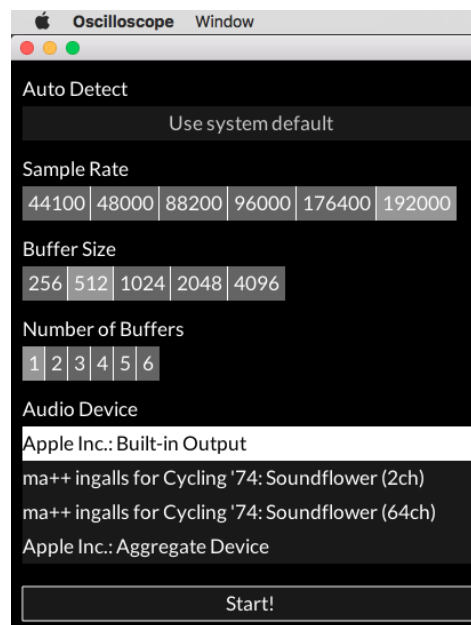 Oscilloscope Window
Auto Detect
Use system default
Sample Rate
44100 48000 88200 96000 176400 192000
Buffer Size
256 512 1024 2048 4096
Number of Buffers
1 2 3 4 5 6
Audio Device
Apple Inc.: Built-in Output
ma++ ingalls for Cycling '74: Soundflower (2ch)
ma++ ingalls for Cycling '74: Soundflower (64ch)
Apple Inc.: Aggregate Device
Start!